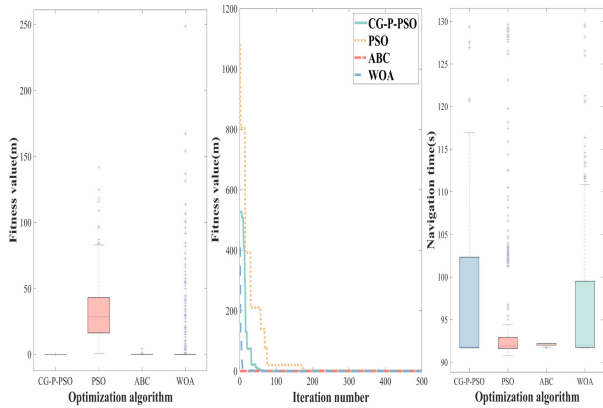 Fitness value(m)
250
200
150
100
50
0
CG-P-PSO PSO ABC WOA
Optimization algorithm
Fitness value(m)
1200
1000
800
600
400
200
0
0 100 200 300 400 500
Iteration number
CG-P-PSO
PSO
ABC
WOA
Navigation time(s)
130
125
120
115
110
105
100
95
90
CG-P-PSO PSO ABC WOA
Optimization algorithm